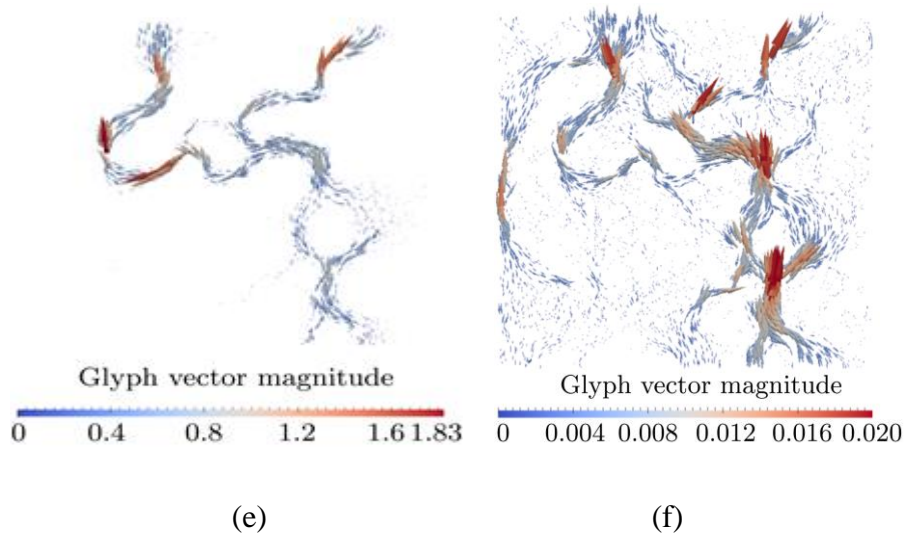 Glyph vector magnitude
0 0.4 0.8 1.2 1.6 1.83
Glyph vector magnitude
0 0.004 0.008 0.012 0.016 0.020
(e)
(f)